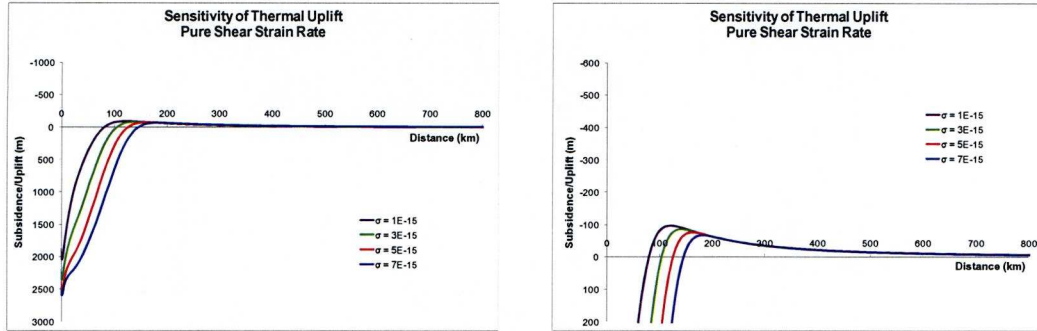 Sensitivity of Thermal Uplift
Pure Shear Strain Rate
-1000
-500
0 100 200 300 400 500 600 700 800
0
Distance (km)
500
1000
1500
2000
2500
3000
Subsidence/Uplift (m)
σ = 1E-15
σ = 3E-15
σ = 5E-15
σ = 7E-15
Sensitivity of Thermal Uplift
Pure Shear Strain Rate
-600
-500
-400
-300
-200
-100
0
100
200
Subsidence/Uplift (m)
σ = 1E-15
σ = 3E-15
σ = 5E-15
σ = 7E-15
0 100 200 300 400 500 600 700 800
Distance (km)